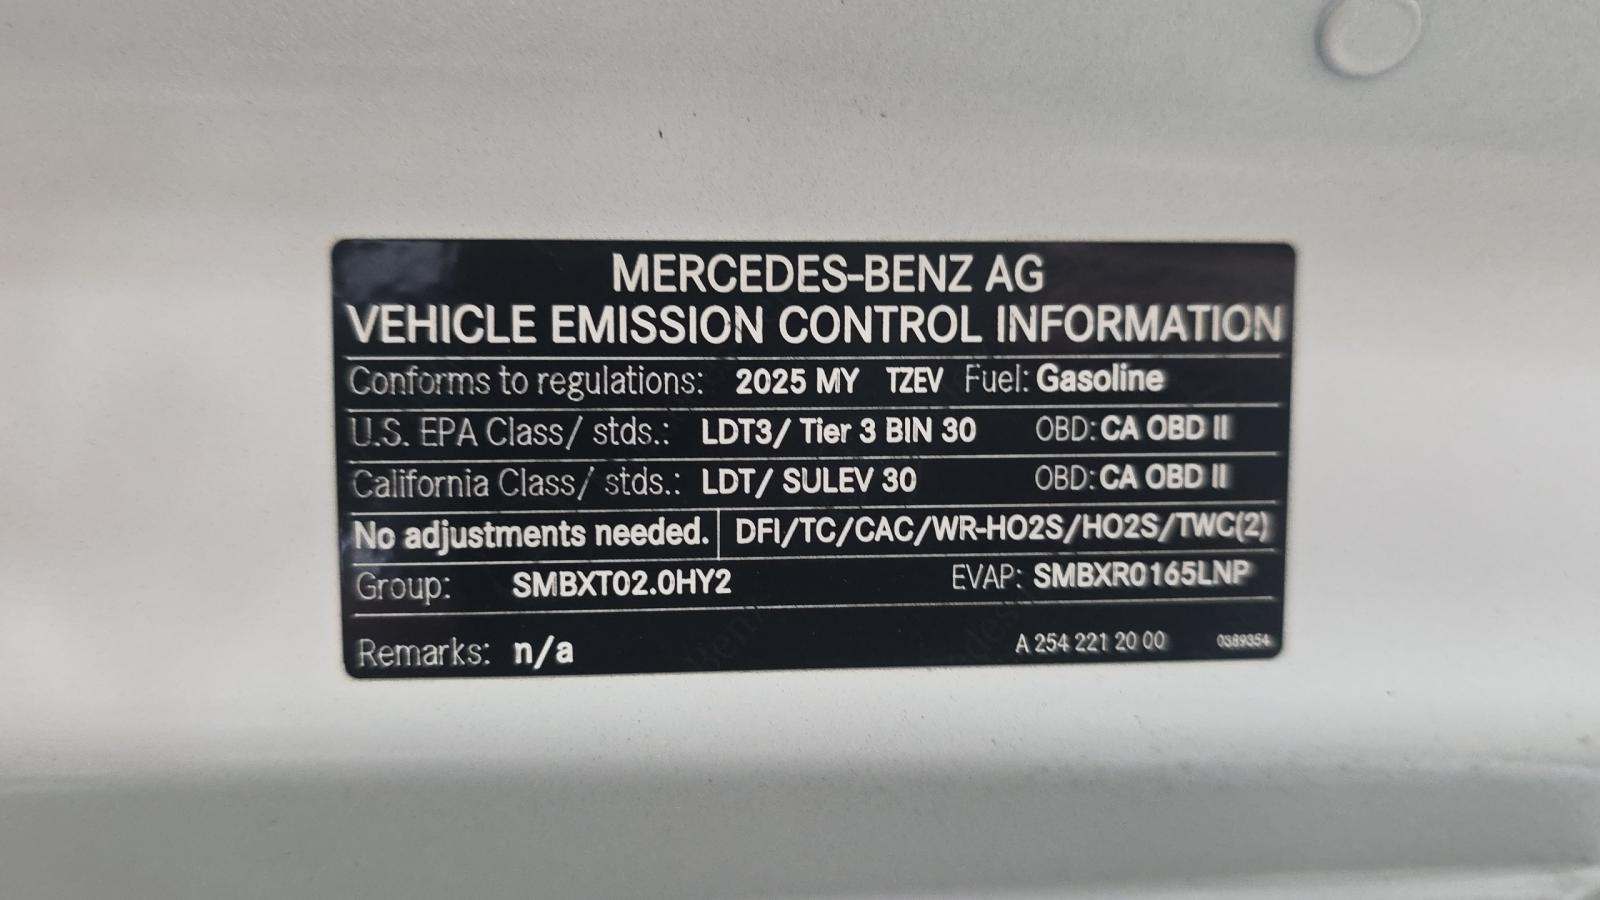 MERCEDES-BENZ AG
VEHICLE EMISSION CONTROL INFORMATION
Conforms to regulations: 2025 MY TZEV Fuel: Gasoline
U.S. EPA Class/ stds.: LDT3/ Tier 3 BIN 30 OBD: CA OBD II
California Class/ stds.: LDT/ SULEV 30 OBD: CA OBD II
No adjustments needed. DFI/TC/CAC/WR-HO2S/HO2S/TWC(2)
Group: SMBXT02.0HY2 EVAP: SMBXR0165LNP
Remarks: n/a A 254 221 20 00 0389354